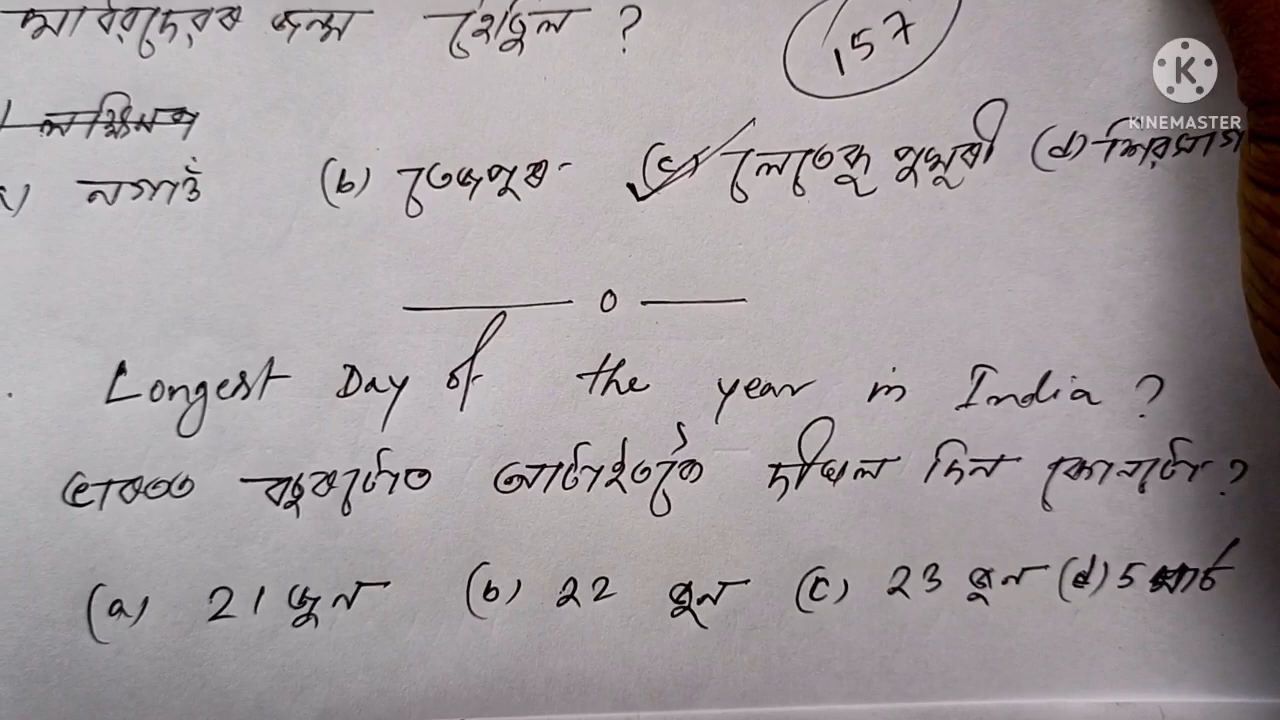 জন্ম হৈছিল ?
157
KINEMASTER
নগাওঁ (b) তেজপুৰ (c) লেতেকু পুখুৰী (d)
—— o ——
Longest Day of the year in India ?
ভাৰতত বছৰটোত আটাইতকৈ দীঘল দিন কোনটো ?
(a) 21 জুন (b) 22 জুন (c) 23 জুন (d) 5 মাৰ্চ